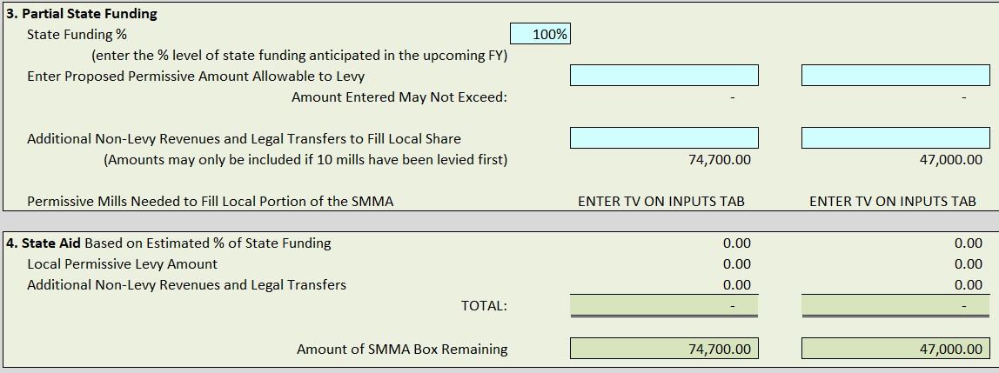 3. Partial State Funding
State Funding % 100%
(enter the % level of state funding anticipated in the upcoming FY)
Enter Proposed Permissive Amount Allowable to Levy
Amount Entered May Not Exceed: - -
Additional Non-Levy Revenues and Legal Transfers to Fill Local Share
(Amounts may only be included if 10 mills have been levied first) 74,700.00 47,000.00
Permissive Mills Needed to Fill Local Portion of the SMMA ENTER TV ON INPUTS TAB ENTER TV ON INPUTS TAB
4. State Aid Based on Estimated % of State Funding 0.00 0.00
Local Permissive Levy Amount 0.00 0.00
Additional Non-Levy Revenues and Legal Transfers 0.00 0.00
TOTAL: - -
Amount of SMMA Box Remaining 74,700.00 47,000.00